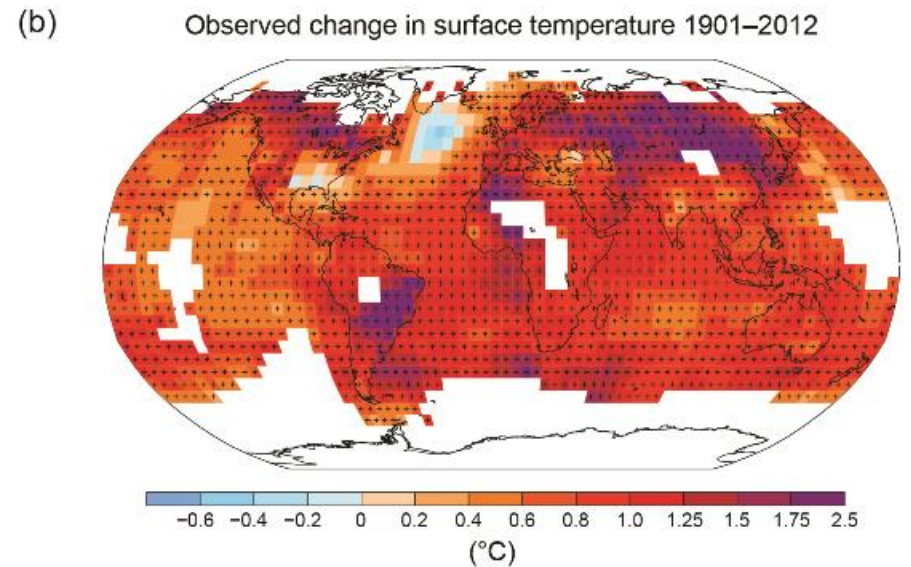 (b)
Observed change in surface temperature 1901–2012
−0.6 −0.4 −0.2 0 0.2 0.4 0.6 0.8 1.0 1.25 1.5 1.75 2.5
(°C)